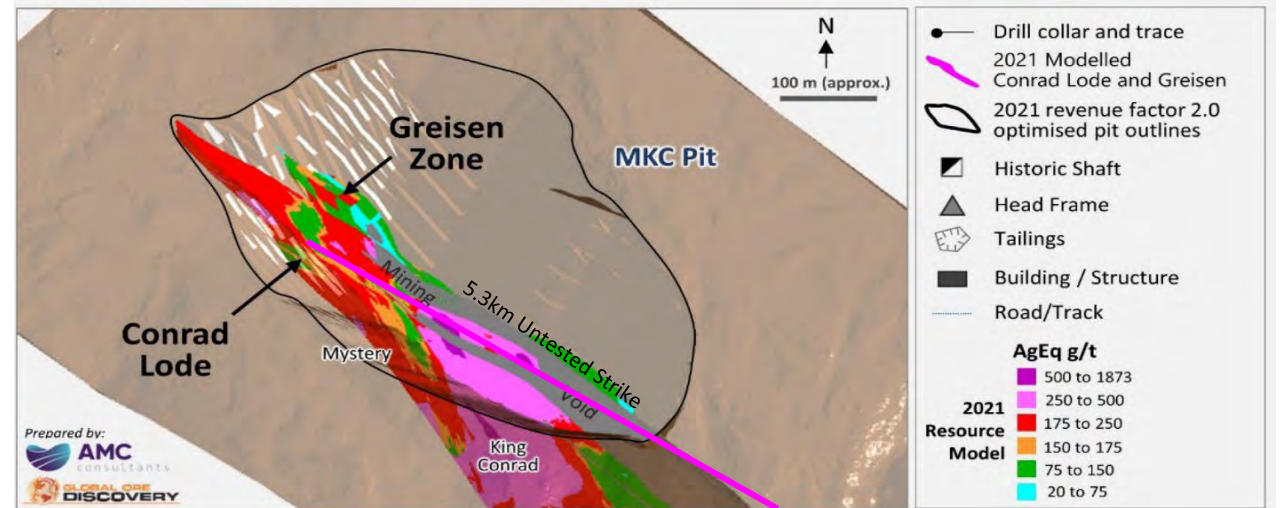 N
100 m (approx.)
Greisen
Zone
MKC Pit
Mining
5.3km Untested Strike
Void
Conrad
Lode
Mystery
King
Conrad
Prepared by:
AMC
consultants
GLOBAL ORE
DISCOVERY
Drill collar and trace
2021 Modelled
Conrad Lode and Greisen
2021 revenue factor 2.0
optimised pit outlines
Historic Shaft
Head Frame
Tailings
Building / Structure
Road/Track
AgEq g/t
2021
Resource
Model
500 to 1873
250 to 500
175 to 250
150 to 175
75 to 150
20 to 75